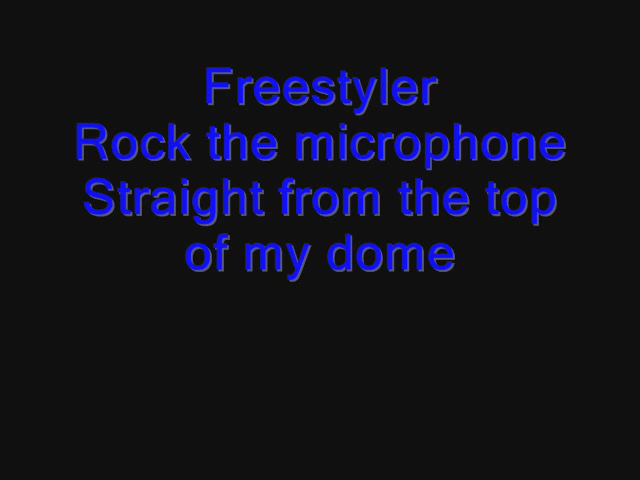 Freestyler
Rock the microphone
Straight from the top
of my dome